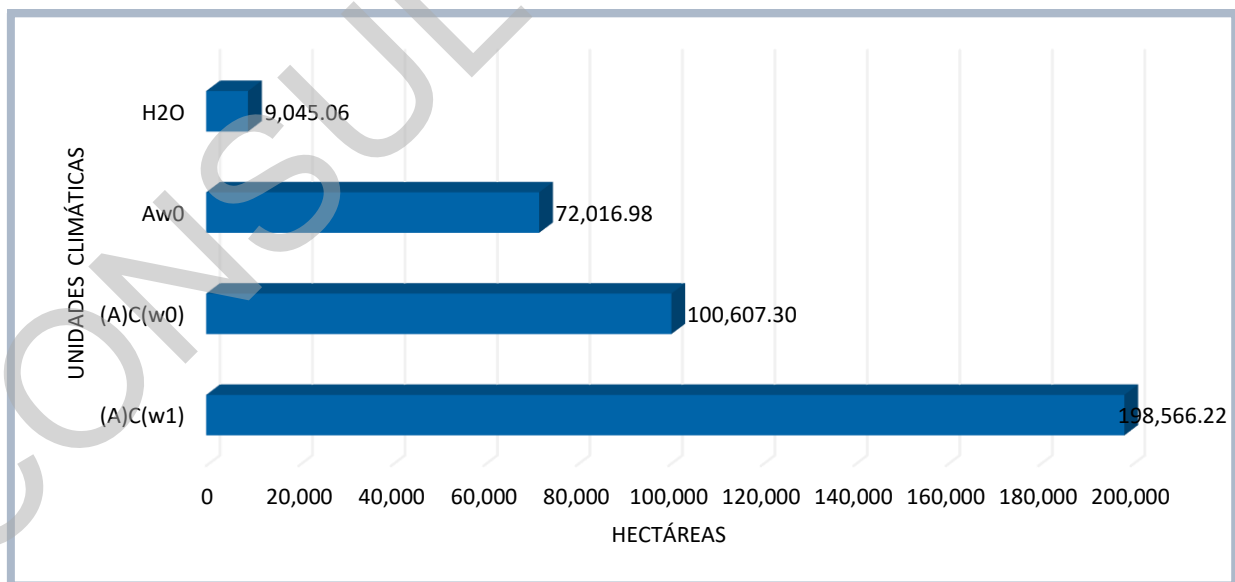 H2O
9,045.06
Aw0
72,016.98
(A)C(w0)
100,607.30
(A)C(w1)
198,566.22
UNIDADES CLIMÁTICAS
0 20,000 40,000 60,000 80,000 100,000 120,000 140,000 160,000 180,000 200,000
HECTÁREAS
CONSUL